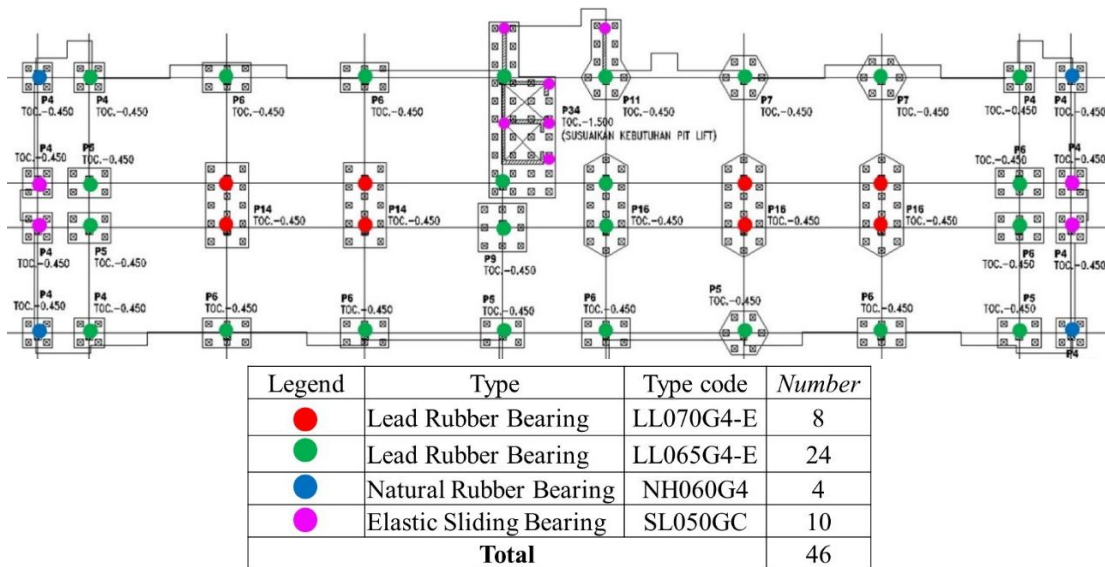 P34
TOC.-1.500
(SUSUAIKAN KEBUTUHAN PIT LIFT)
P4
TOC.-0.450
P4
TOC.-0.450
P6
TOC.-0.450
P6
TOC.-0.450
P11
TOC.-0.450
P7
TOC.-0.450
P7
TOC.-0.450
P4
TOC.-0.450
P4
TOC.-0.450
P4
TOC.-0.450
P5
TOC.-0.450
P6
TOC.-0.450
P4
TOC.-0.450
P14
TOC.-0.450
P14
TOC.-0.450
P16
TOC.-0.450
P16
TOC.-0.450
P16
TOC.-0.450
P4
TOC.-0.450
P5
TOC.-0.450
P9
TOC.-0.450
P6
TOC.-0.450
P4
TOC.-0.450
P4
TOC.-0.450
P4
TOC.-0.450
P6
TOC.-0.450
P6
TOC.-0.450
P5
TOC.-0.450
P6
TOC.-0.450
P5
TOC.-0.450
P6
TOC.-0.450
P5
TOC.-0.450
P4
Legend Type Type code Number
Lead Rubber Bearing LL070G4-E 8
Lead Rubber Bearing LL065G4-E 24
Natural Rubber Bearing NH060G4 4
Elastic Sliding Bearing SL050GC 10
Total 46